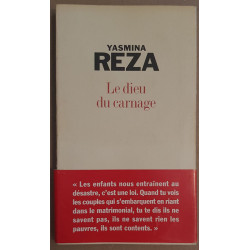 YASMINA
REZA
Le dieu
du carnage
« Les enfants nous entraînent au
désastre, c'est une loi. Quand tu vois
les couples qui s'embarquent en riant
dans le matrimonial, tu te dis ils ne
savent pas, ils ne savent rien les
pauvres, ils sont contents. »